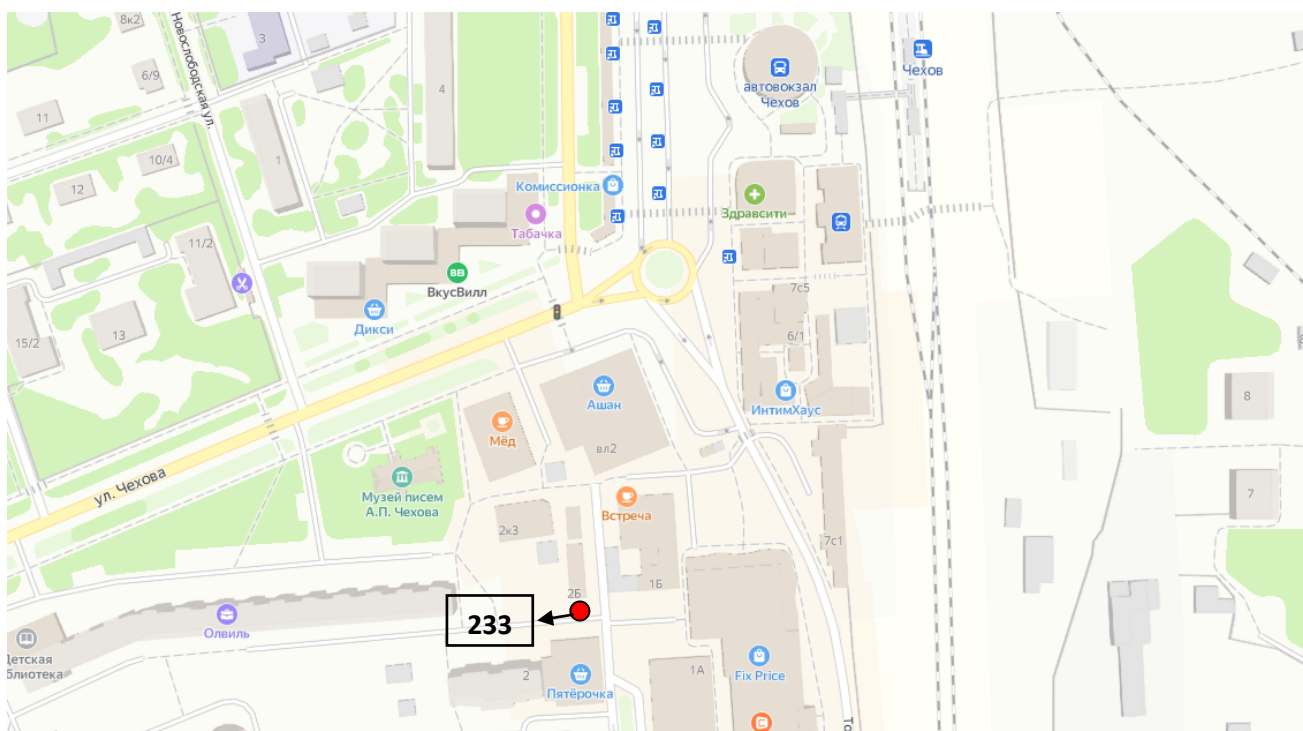 8к2
3
Новослободская ул.
6/9
4
Чехов
автовокзал
Чехов
11
10/4
1
12
Комиссионка
Здравсити
Табачка
11/2
ВВ
ВкусВилл
7с5
Дикси
15/2
13
6/1
Ашан
ИнтимХаус
8
Мёд
вл2
ул. Чехова
Музей писем
А.П. Чехова
7
Встреча
2к3
7с1
1Б
2Б
233
Олвиль
Детская
1А
Fix Price
2
Пятёрочка